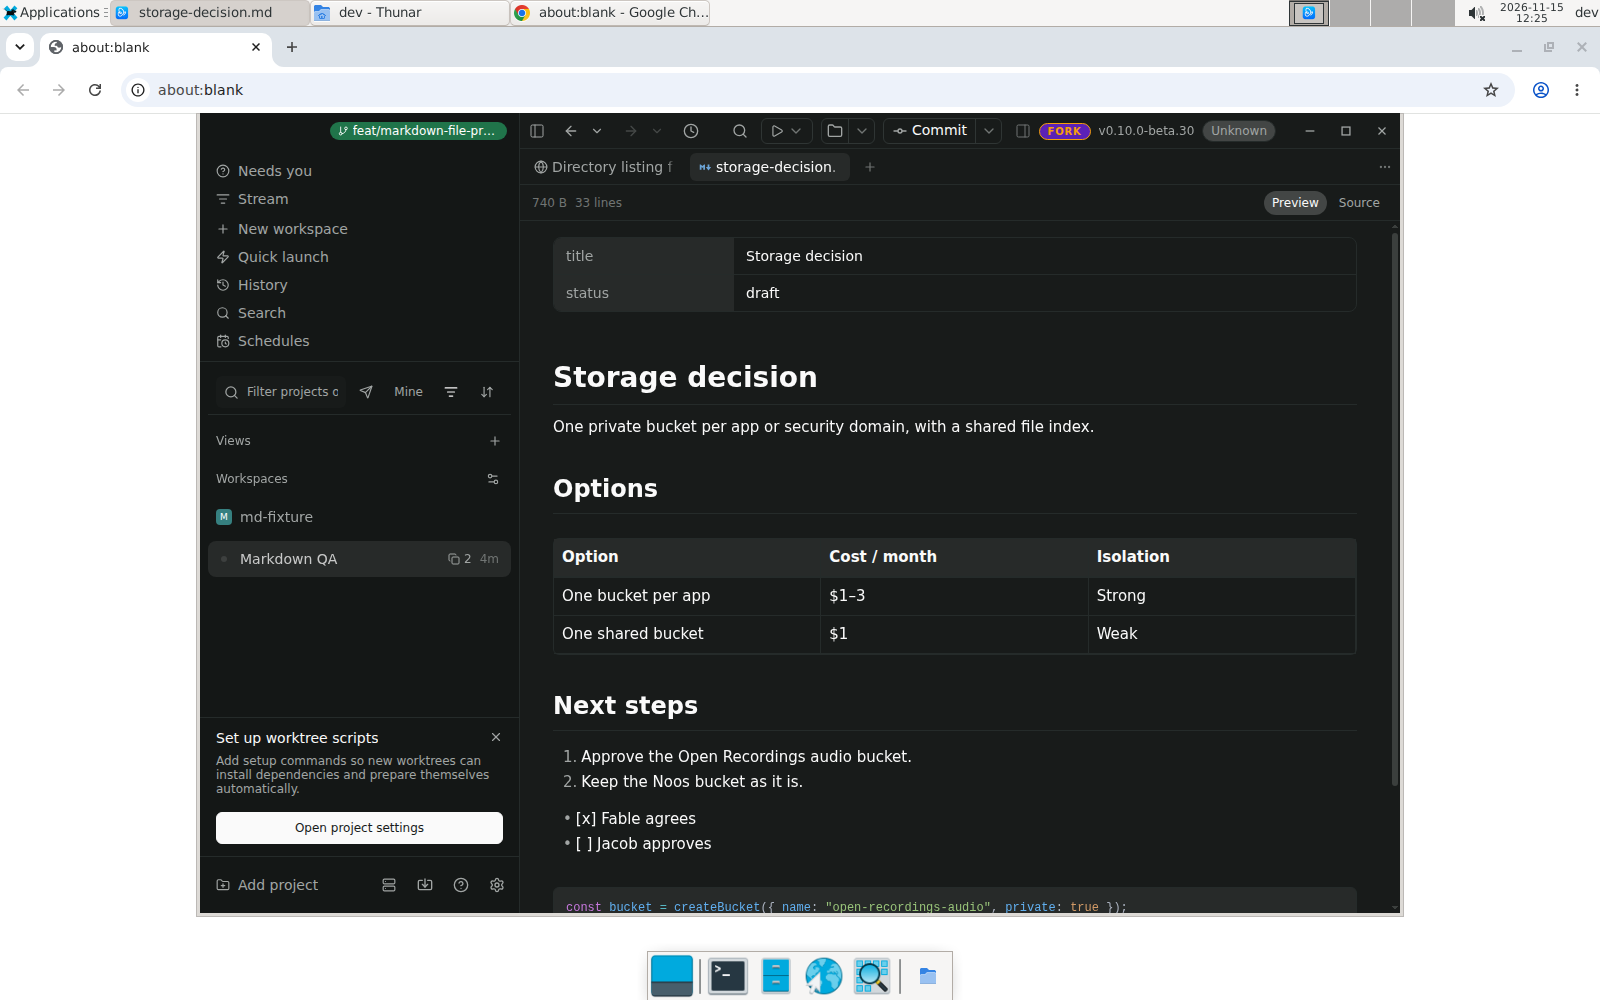 Applications
storage-decision.md
dev - Thunar
about:blank - Google Ch...
2026-11-15
12:25
dev
about:blank
about:blank
feat/markdown-file-pr...
Commit
FORK
v0.10.0-beta.30
Unknown
Needs you
Stream
New workspace
Quick launch
History
Search
Schedules
Filter projects o
Mine
Views
Workspaces
M
md-fixture
Markdown QA
2
4m
Set up worktree scripts
Add setup commands so new worktrees can
install dependencies and prepare themselves
automatically.
Open project settings
Add project
Directory listing f
storage-decision.
740 B 33 lines
Preview
Source
title
Storage decision
status
draft
Storage decision
One private bucket per app or security domain, with a shared file index.
Options
Option Cost / month Isolation
One bucket per app $1–3 Strong
One shared bucket $1 Weak
Next steps
1. Approve the Open Recordings audio bucket.
2. Keep the Noos bucket as it is.
• [x] Fable agrees
• [ ] Jacob approves
const bucket = createBucket({ name: "open-recordings-audio", private: true });